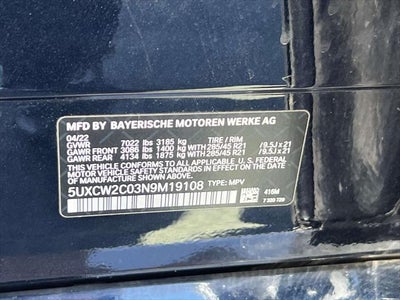 MFD BY BAYERISCHE MOTOREN WERKE AG
04/22 TIRE / RIM
GVWR 7022 lbs 3185 kg
GAWR FRONT 3086 lbs 1400 kg WITH 285/45 R21 / 9.5J x 21
GAWR REAR 4134 lbs 1875 kg WITH 285/45 R21 / 9.5J x 21
THIS VEHICLE CONFORMS TO ALL APPLICABLE
FEDERAL MOTOR VEHICLE SAFETY STANDARDS
IN EFFECT ON THE DATE OF MANUFACTURE
SHOWN ABOVE
5UXCW2C03N9M19108 TYPE: MPV
416M
7 303 729